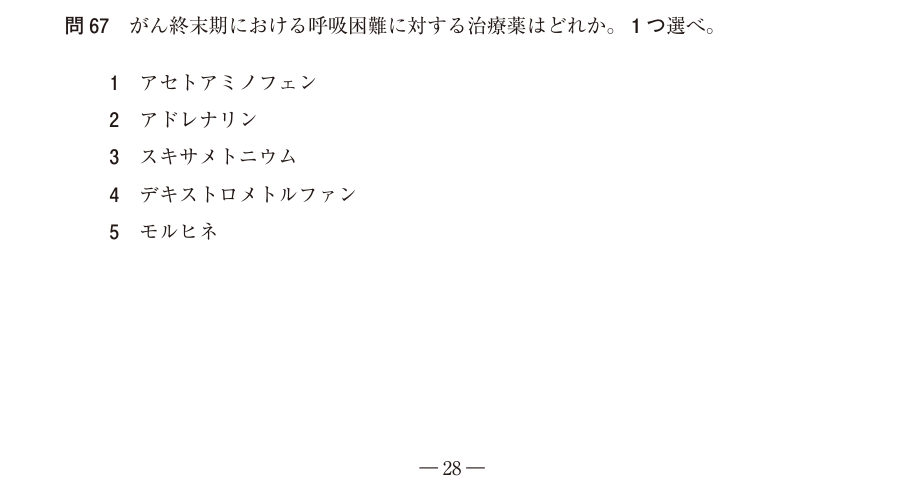 問 67　がん終末期における呼吸困難に対する治療薬はどれか。1つ選べ。
1　アセトアミノフェン
2　アドレナリン
3　スキサメトニウム
4　デキストロメトルファン
5　モルヒネ
— 28 —